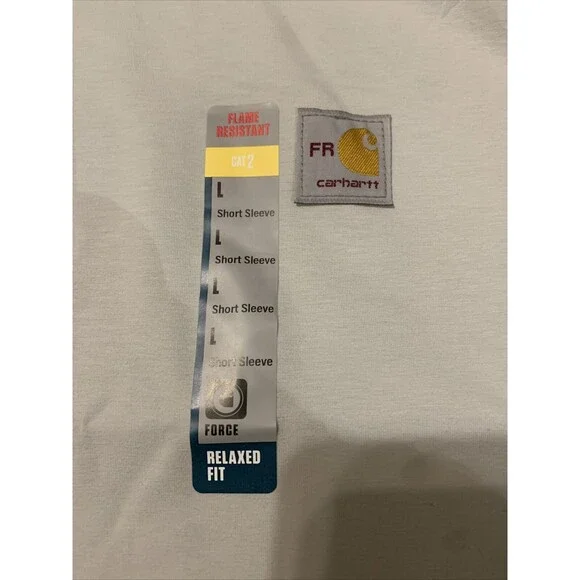 FLAME
RESISTANT
CAT 2
L
Short Sleeve
L
Short Sleeve
L
Short Sleeve
L
Short Sleeve
FORCE
RELAXED
FIT
FR
carhartt